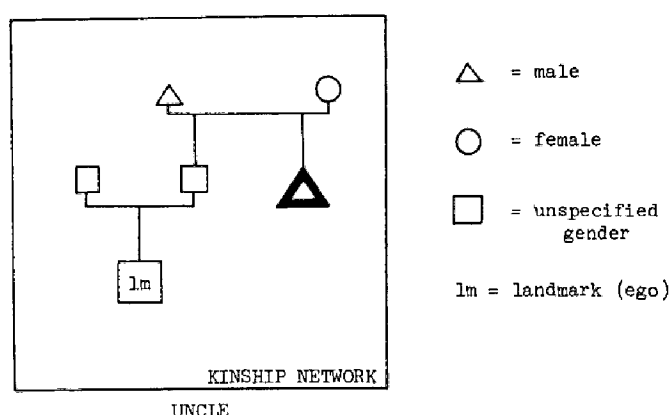 = male
= female
= unspecified
gender
lm
lm = landmark (ego)
KINSHIP NETWORK
UNCLE